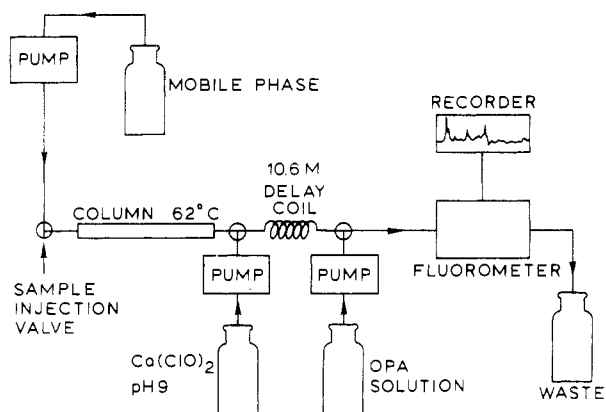 PUMP
MOBILE PHASE
RECORDER
10.6 M
DELAY
COIL
COLUMN 62°C
SAMPLE
INJECTION
VALVE
PUMP
PUMP
FLUOROMETER
Ca(ClO)2
pH9
OPA
SOLUTION
WASTE